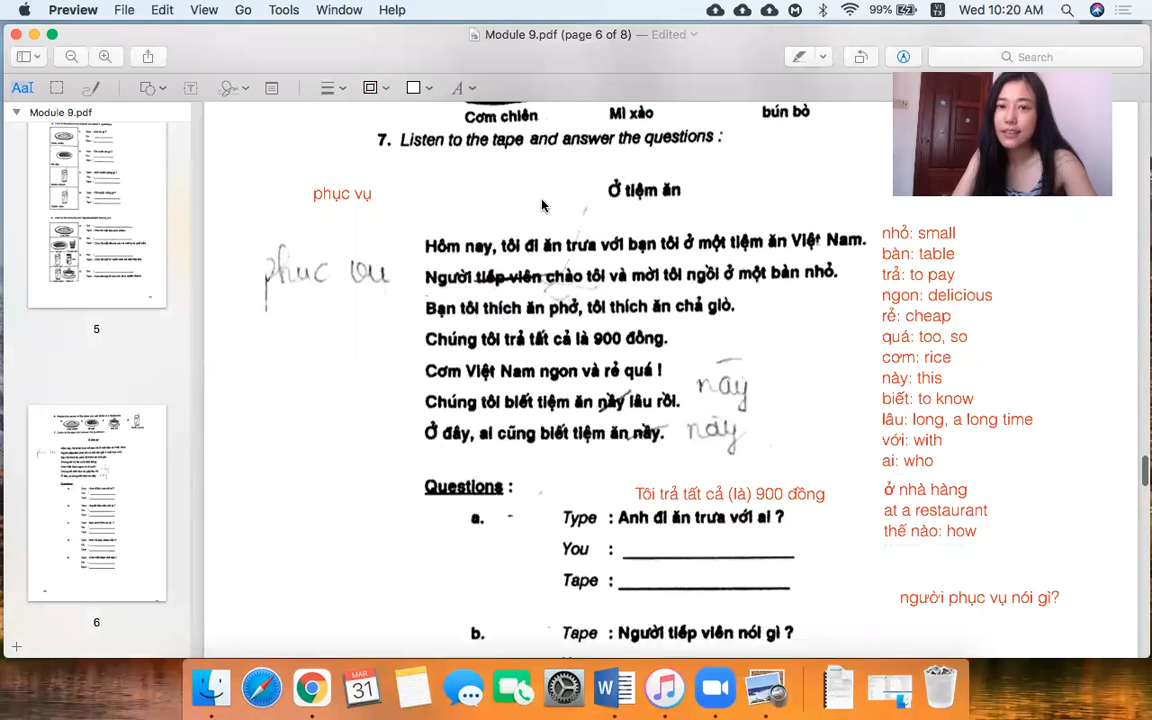 Preview File Edit View Go Tools Window Help
99% VI TX Wed 10:20 AM
Module 9.pdf (page 6 of 8) — Edited
Search
Module 9.pdf
5
6
Cơm chiên Mì xào bún bò
7. Listen to the tape and answer the questions :
phục vụ
Ở tiệm ăn
Hôm nay, tôi đi ăn trưa với bạn tôi ở một tiệm ăn Việt Nam.
phục vụ
Người tiếp viên chào tôi và mời tôi ngồi ở một bàn nhỏ.
Bạn tôi thích ăn phở, tôi thích ăn chả giò.
Chúng tôi trả tất cả là 900 đồng.
Cơm Việt Nam ngon và rẻ quá !
Chúng tôi biết tiệm ăn này lâu rồi. này
Ở đây, ai cũng biết tiệm ăn này. này
Questions :
Tôi trả tất cả (là) 900 đồng
a. Type : Anh đi ăn trưa với ai ?
You :
Tape :
b. Tape : Người tiếp viên nói gì ?
nhỏ: small
bàn: table
trả: to pay
ngon: delicious
rẻ: cheap
quá: too, so
cơm: rice
này: this
biết: to know
lâu: long, a long time
với: with
ai: who
ở nhà hàng
at a restaurant
thế nào: how
người phục vụ nói gì?
MAR
31